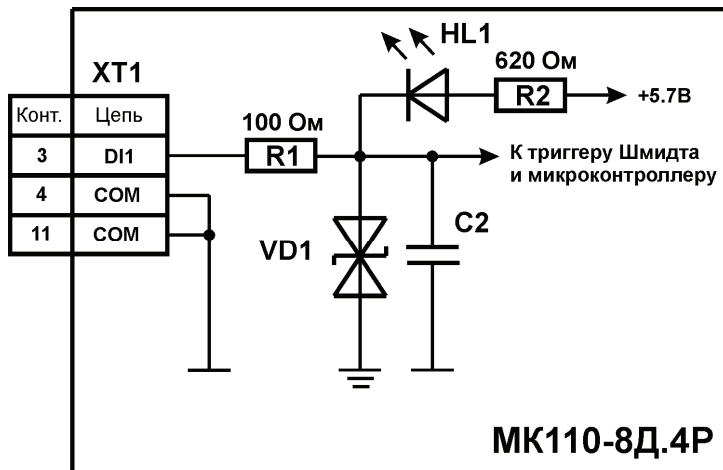 HL1
XT1
620 Ом
Конт. Цепь
R2
+5.7В
100 Ом
3 DI1
R1
К триггеру Шмидта
и микроконтроллеру
4 COM
11 COM
VD1
C2
МК110-8Д.4Р